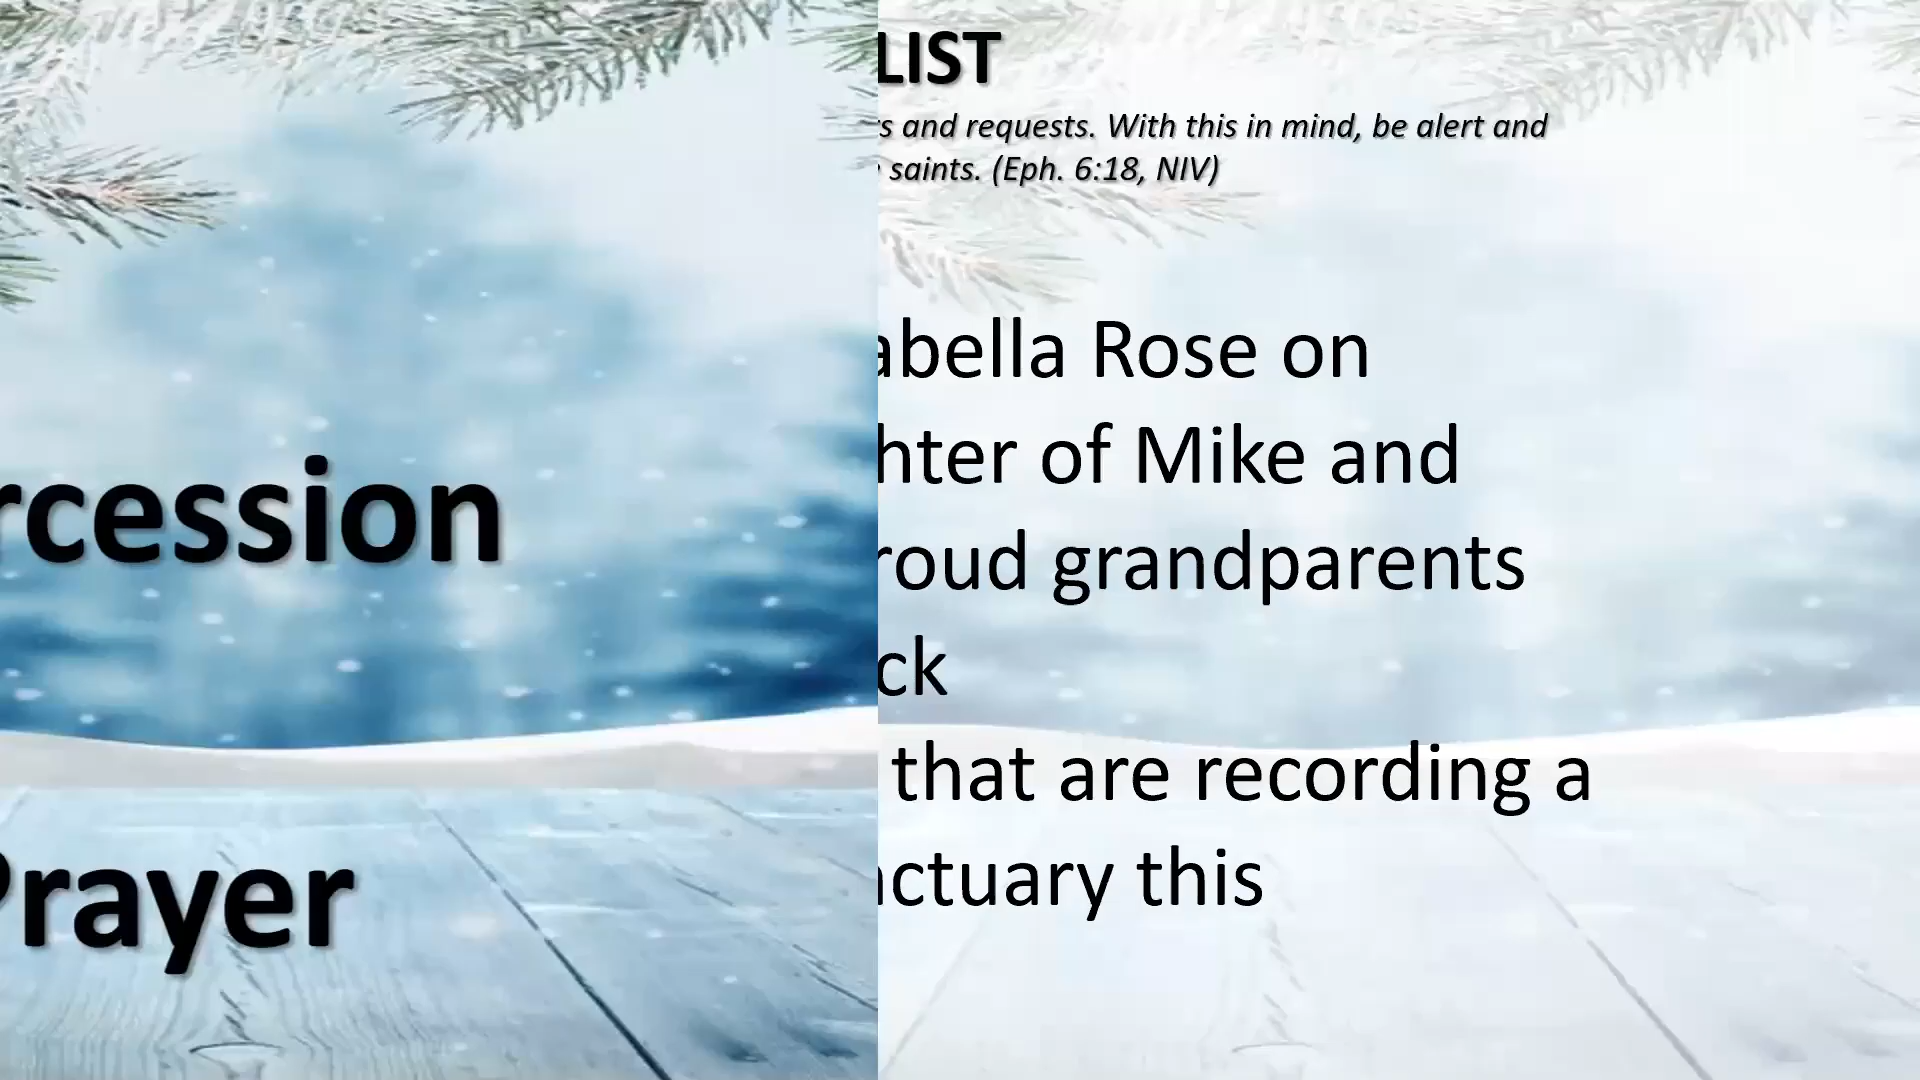 rcession
Prayer
LIST
s and requests. With this in mind, be alert and
saints. (Eph. 6:18, NIV)
abella Rose on
hter of Mike and
roud grandparents
ck
that are recording a
nctuary this